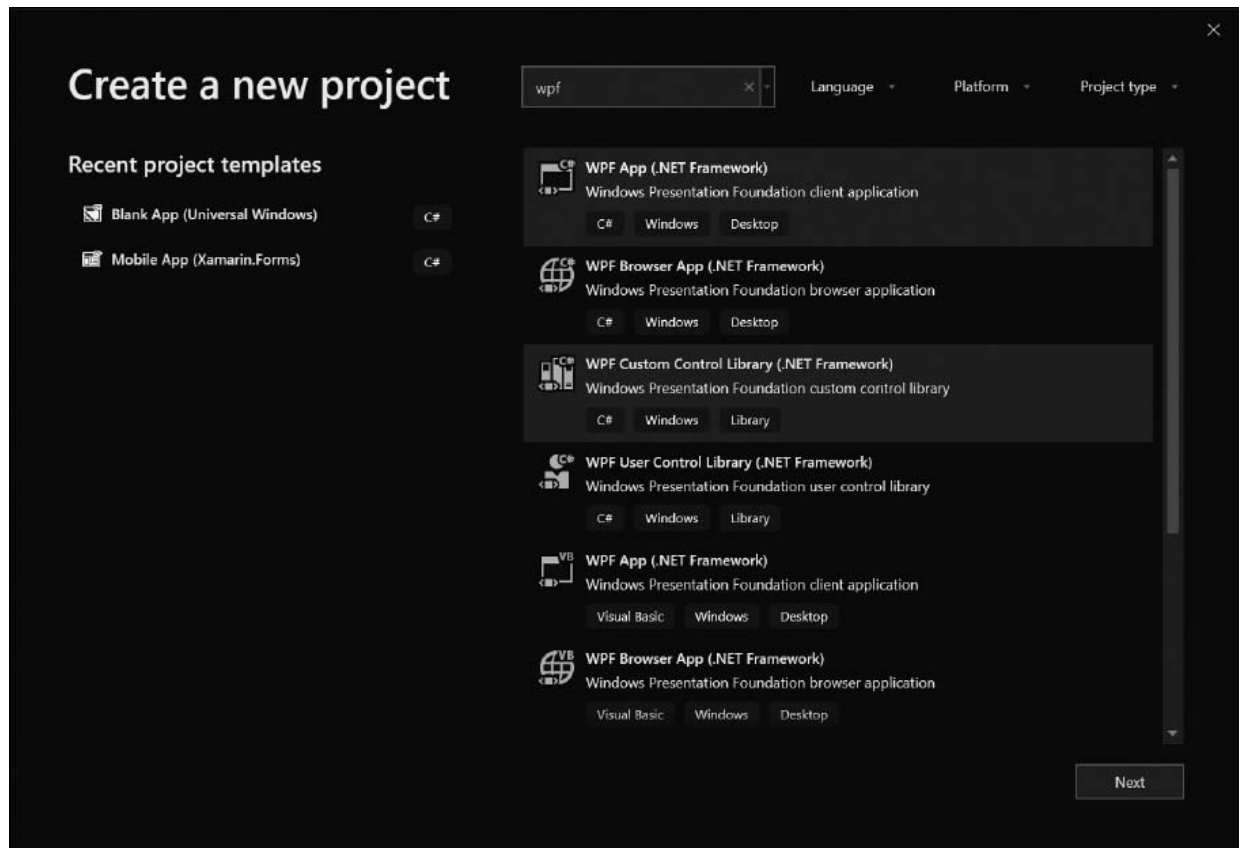 Create a new project
wpf
Language
Platform
Project type
Recent project templates
Blank App (Universal Windows)
C#
Mobile App (Xamarin.Forms)
C#
C#
WPF App (.NET Framework)
Windows Presentation Foundation client application
C# Windows Desktop
C#
WPF Browser App (.NET Framework)
Windows Presentation Foundation browser application
C# Windows Desktop
C#
WPF Custom Control Library (.NET Framework)
Windows Presentation Foundation custom control library
C# Windows Library
C#
WPF User Control Library (.NET Framework)
Windows Presentation Foundation user control library
C# Windows Library
VB
WPF App (.NET Framework)
Windows Presentation Foundation client application
Visual Basic Windows Desktop
VB
WPF Browser App (.NET Framework)
Windows Presentation Foundation browser application
Visual Basic Windows Desktop
Next